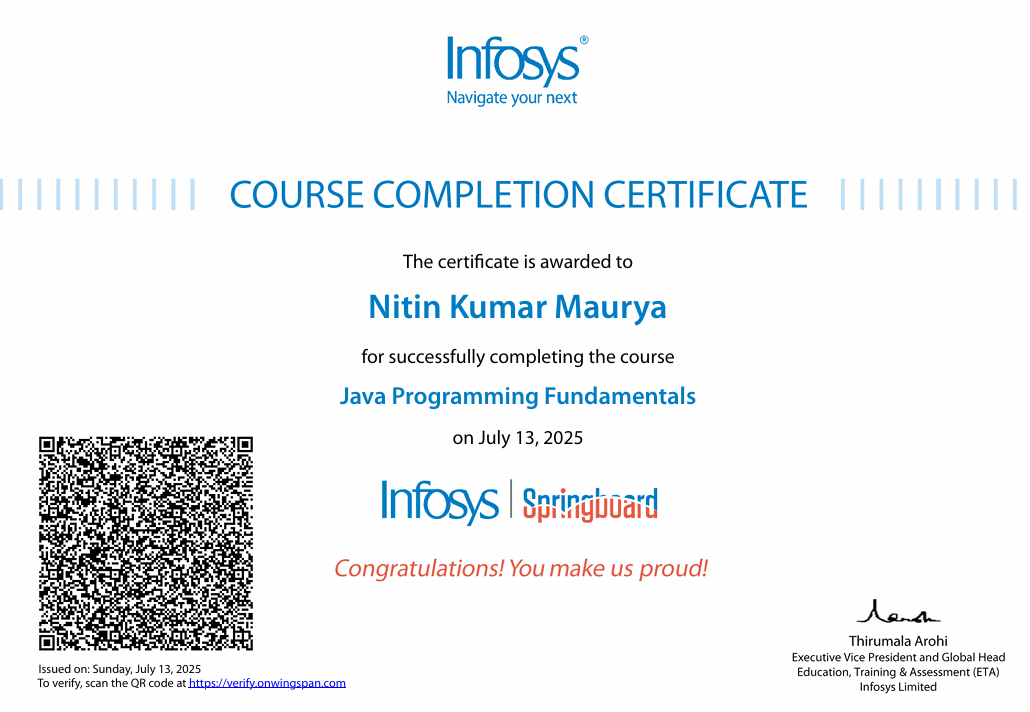 Infosys®
Navigate your next
COURSE COMPLETION CERTIFICATE
The certificate is awarded to
Nitin Kumar Maurya
for successfully completing the course
Java Programming Fundamentals
on July 13, 2025
Infosys | Springboard
Congratulations! You make us proud!
Issued on: Sunday, July 13, 2025
To verify, scan the QR code at https://verify.onwingspan.com
Thirumala Arohi
Executive Vice President and Global Head
Education, Training & Assessment (ETA)
Infosys Limited